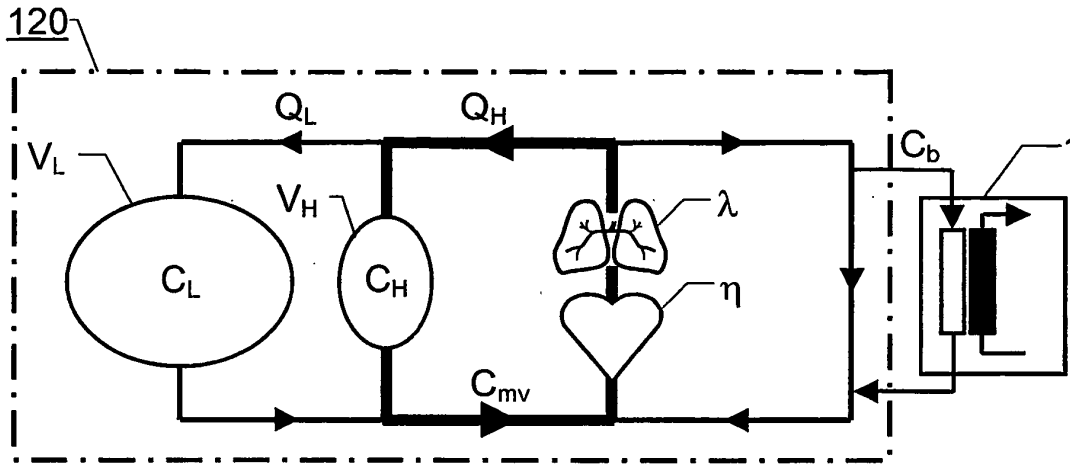 120
Q_L
Q_H
V_L
V_H
C_b
λ
C_L
C_H
η
C_mv